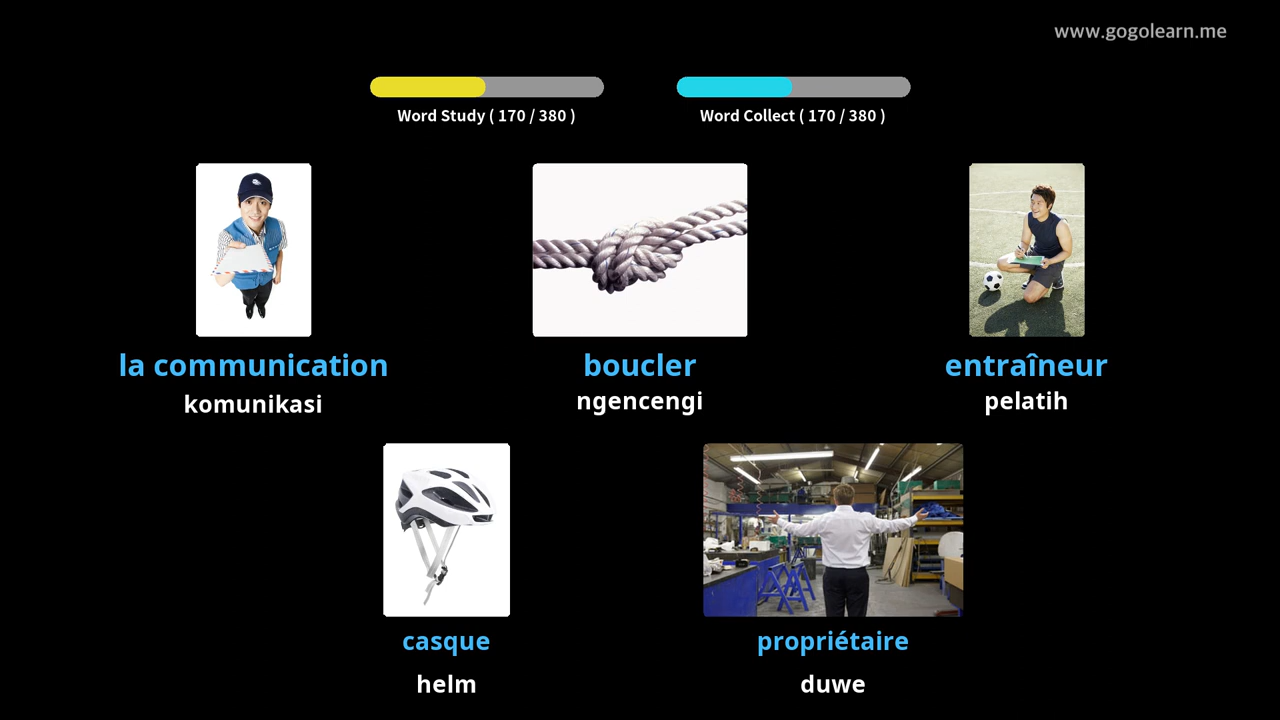 www.gogolearn.me
Word Study ( 170 / 380 )
Word Collect ( 170 / 380 )
la communication
komunikasi
boucler
ngencengi
entraîneur
pelatih
casque
helm
propriétaire
duwe